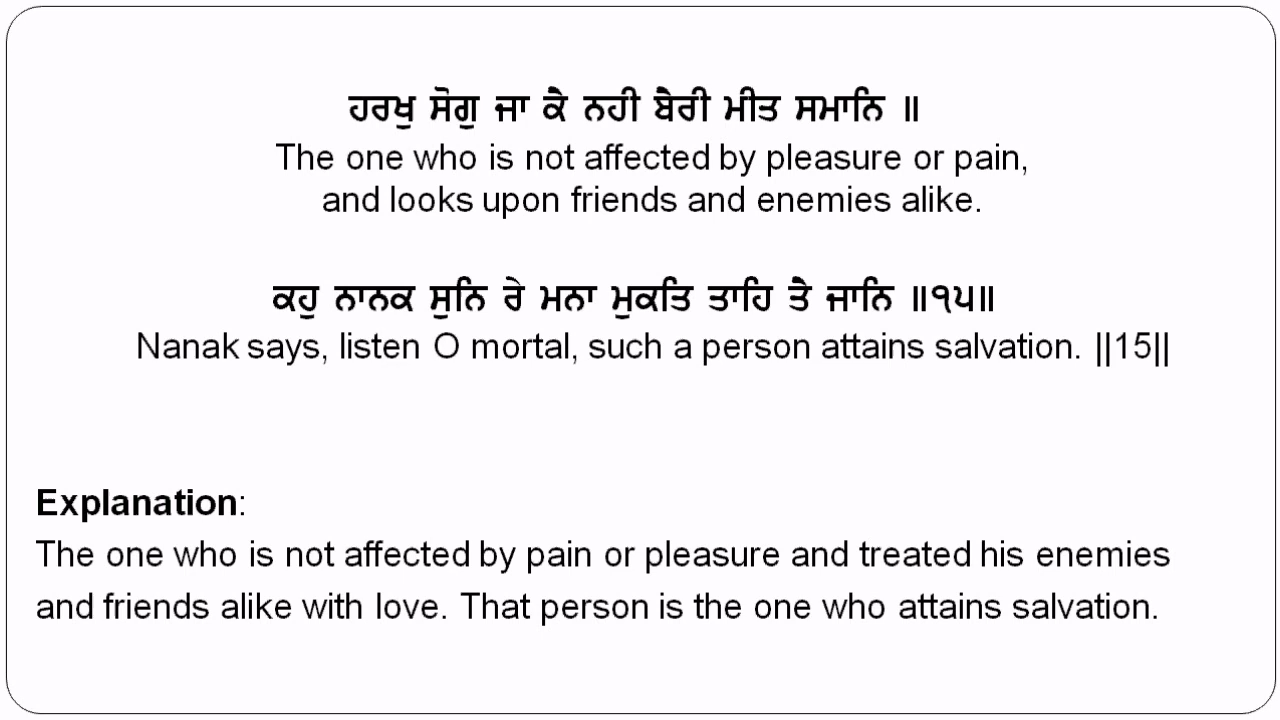 ਹਰਖੁ ਸੋਗੁ ਜਾ ਕੈ ਨਹੀ ਬੈਰੀ ਮੀਤ ਸਮਾਨਿ ॥
The one who is not affected by pleasure or pain,
and looks upon friends and enemies alike.
ਕਹੁ ਨਾਨਕ ਸੁਨਿ ਰੇ ਮਨਾ ਮੁਕਤਿ ਤਾਹਿ ਤੈ ਜਾਨਿ ॥੧੫॥
Nanak says, listen O mortal, such a person attains salvation. ||15||
Explanation:
The one who is not affected by pain or pleasure and treated his enemies
and friends alike with love. That person is the one who attains salvation.